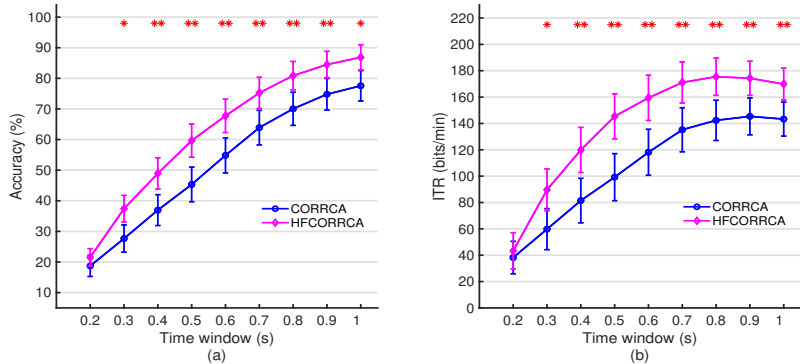 * ** ** ** ** ** ** *
100
90
80
70
60
50
40
30
20
10
Accuracy (%)
CORRCA
HFCORRCA
0.2 0.3 0.4 0.5 0.6 0.7 0.8 0.9 1
Time window (s)
(a)
* ** ** ** ** ** ** **
220
200
180
160
140
120
100
80
60
40
20
0
ITR (bits/min)
CORRCA
HFCORRCA
0.2 0.3 0.4 0.5 0.6 0.7 0.8 0.9 1
Time window (s)
(b)